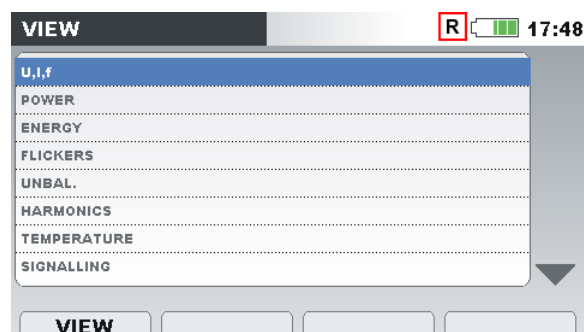 VIEW R 17:48
U,I,f
POWER
ENERGY
FLICKERS
UNBAL.
HARMONICS
TEMPERATURE
SIGNALLING
VIEW